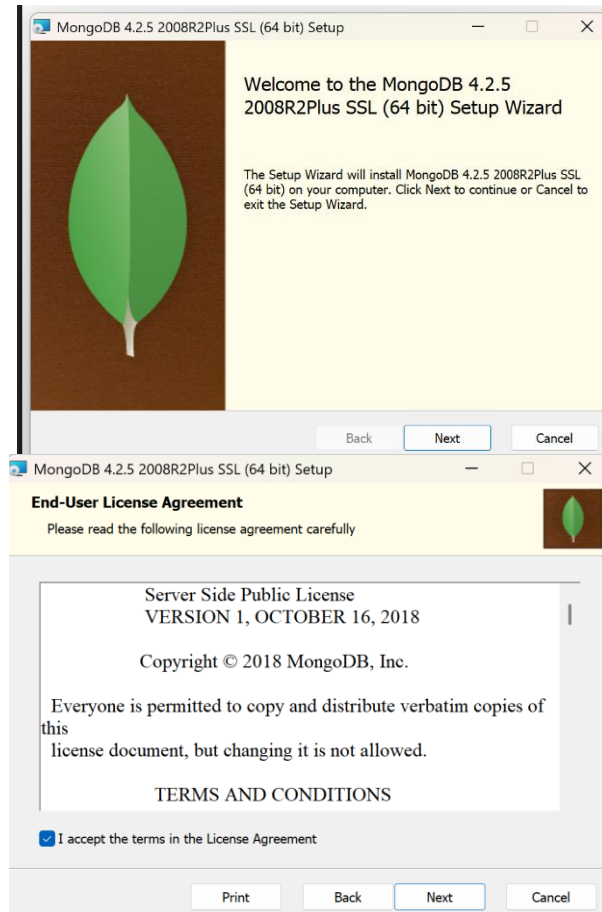 MongoDB 4.2.5 2008R2Plus SSL (64 bit) Setup
Welcome to the MongoDB 4.2.5
2008R2Plus SSL (64 bit) Setup Wizard
The Setup Wizard will install MongoDB 4.2.5 2008R2Plus SSL
(64 bit) on your computer. Click Next to continue or Cancel to
exit the Setup Wizard.
Back Next Cancel
MongoDB 4.2.5 2008R2Plus SSL (64 bit) Setup
End-User License Agreement
Please read the following license agreement carefully
Server Side Public License
VERSION 1, OCTOBER 16, 2018
Copyright © 2018 MongoDB, Inc.
Everyone is permitted to copy and distribute verbatim copies of
this
license document, but changing it is not allowed.
TERMS AND CONDITIONS
I accept the terms in the License Agreement
Print Back Next Cancel